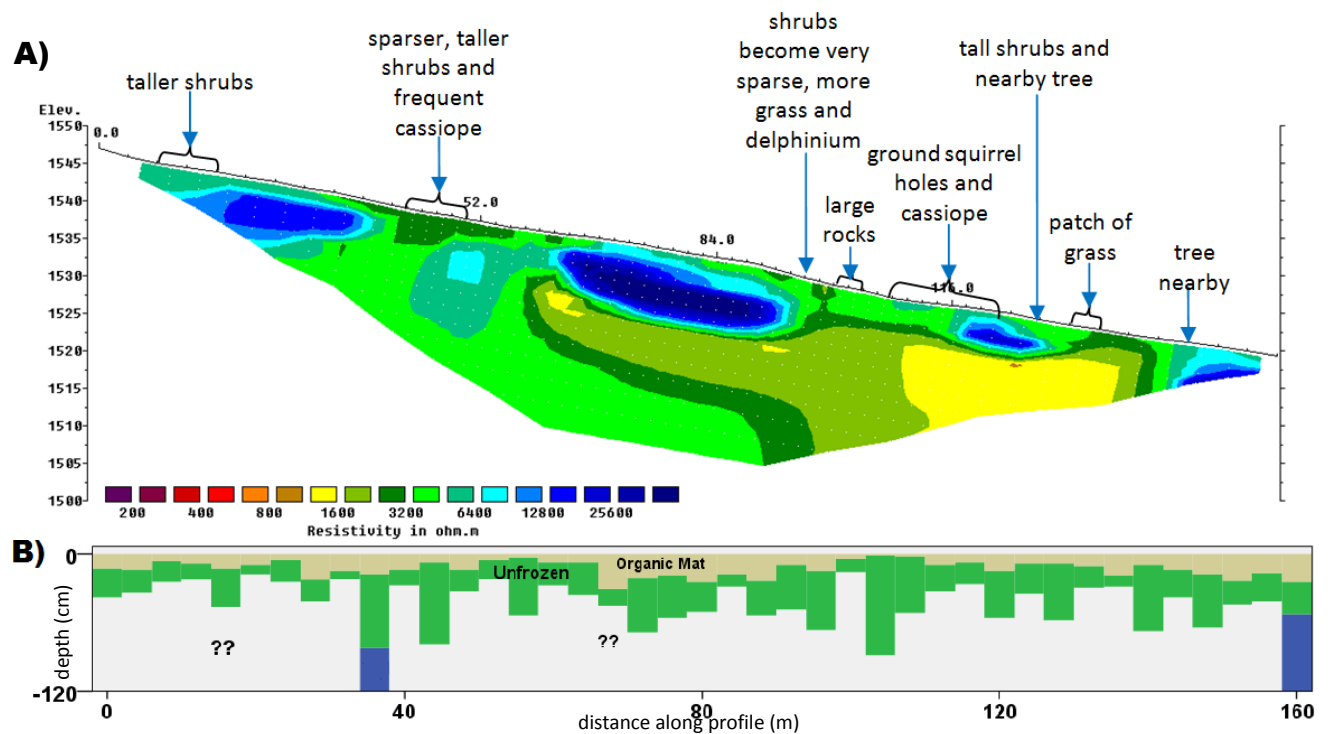 A)
sparser, taller
shrubs and
frequent
cassiope
taller shrubs
shrubs
become very
sparse, more
grass and
delphinium
tall shrubs and
nearby tree
ground squirrel
holes and
cassiope
large
rocks
patch of
grass
tree
nearby
Elev.
1550
1545
1540
1535
1530
1525
1520
1515
1510
1505
1500
0.0
52.0
84.0
116.0
200 400 800 1600 3200 6400 12800 25600
Resistivity in ohm.m
B)
0
-120
depth (cm)
Organic Mat
Unfrozen
??
??
0 40 80 120 160
distance along profile (m)